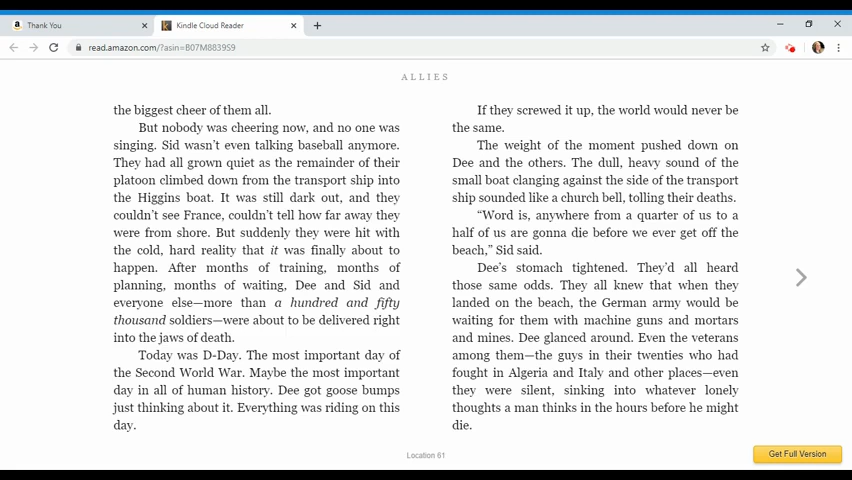 Thank You
Kindle Cloud Reader
read.amazon.com/?asin=B07M883959
ALLIES
the biggest cheer of them all.
But nobody was cheering now, and no one was
singing. Sid wasn't even talking baseball anymore.
They had all grown quiet as the remainder of their
platoon climbed down from the transport ship into
the Higgins boat. It was still dark out, and they
couldn't see France, couldn't tell how far away they
were from shore. But suddenly they were hit with
the cold, hard reality that it was finally about to
happen. After months of training, months of
planning, months of waiting, Dee and Sid and
everyone else—more than a hundred and fifty
thousand soldiers—were about to be delivered right
into the jaws of death.
Today was D-Day. The most important day of
the Second World War. Maybe the most important
day in all of human history. Dee got goose bumps
just thinking about it. Everything was riding on this
day.
If they screwed it up, the world would never be
the same.
The weight of the moment pushed down on
Dee and the others. The dull, heavy sound of the
small boat clanging against the side of the transport
ship sounded like a church bell, tolling their deaths.
“Word is, anywhere from a quarter of us to a
half of us are gonna die before we ever get off the
beach,” Sid said.
Dee's stomach tightened. They'd all heard
those same odds. They all knew that when they
landed on the beach, the German army would be
waiting for them with machine guns and mortars
and mines. Dee glanced around. Even the veterans
among them—the guys in their twenties who had
fought in Algeria and Italy and other places—even
they were silent, sinking into whatever lonely
thoughts a man thinks in the hours before he might
die.
Location 61
Get Full Version